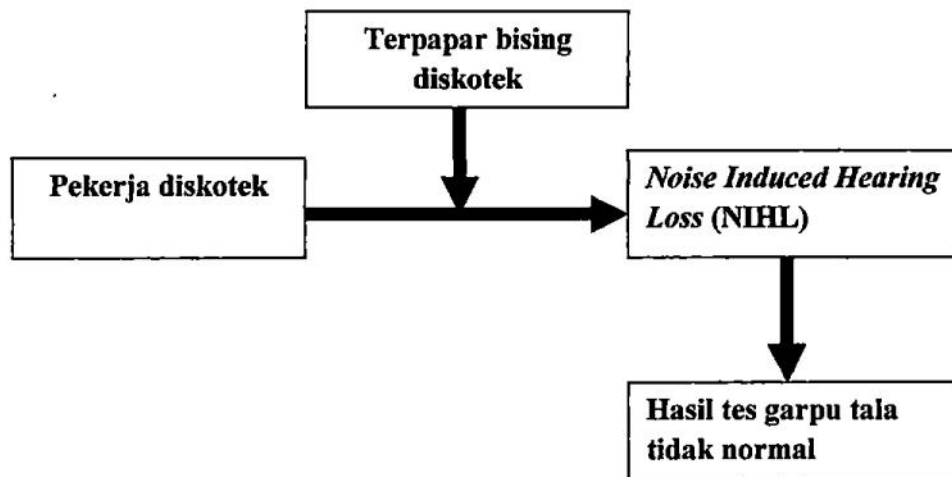 Terpapar bising
diskotek
Pekerja diskotek
Noise Induced Hearing
Loss (NIHL)
Hasil tes garpu tala
tidak normal